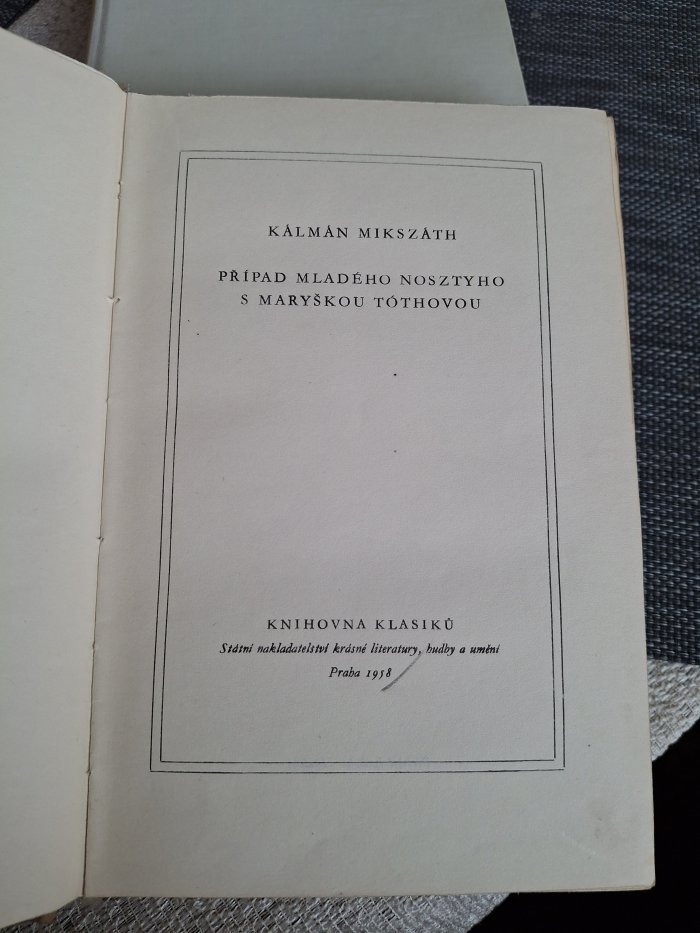 KÁLMÁN MIKSZÁTH
PŘÍPAD MLADÉHO NOSZTYHO
S MARYŠKOU TÓTHOVOU
KNIHOVNA KLASIKŮ
Státní nakladatelství krásné literatury, hudby a umění
Praha 1958